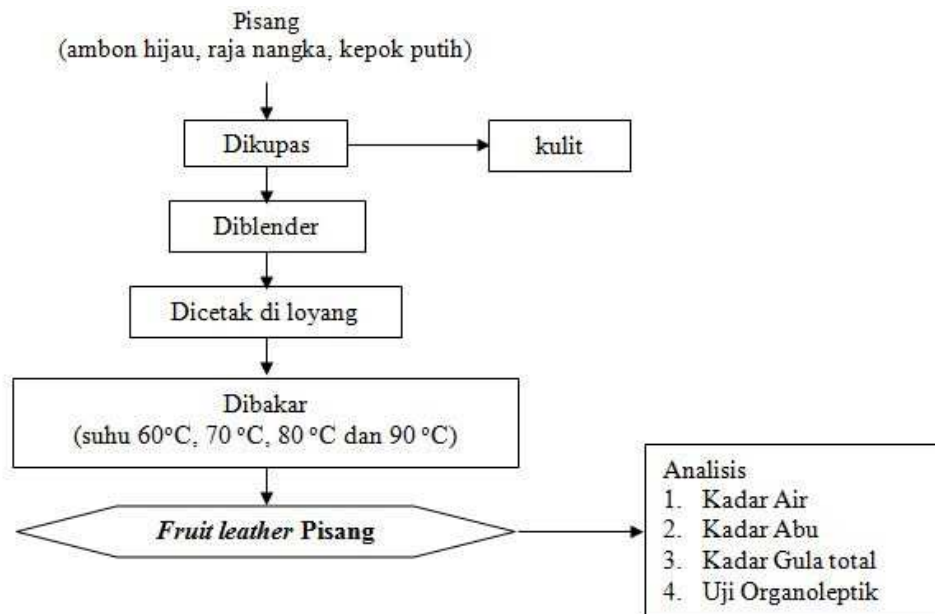 Pisang
(ambon hijau, raja nangka, kepok putih)
Dikupas
kulit
Diblender
Dicetak di loyang
Dibakar
(suhu 60°C, 70 °C, 80 °C dan 90 °C)
Fruit leather Pisang
Analisis
1. Kadar Air
2. Kadar Abu
3. Kadar Gula total
4. Uji Organoleptik